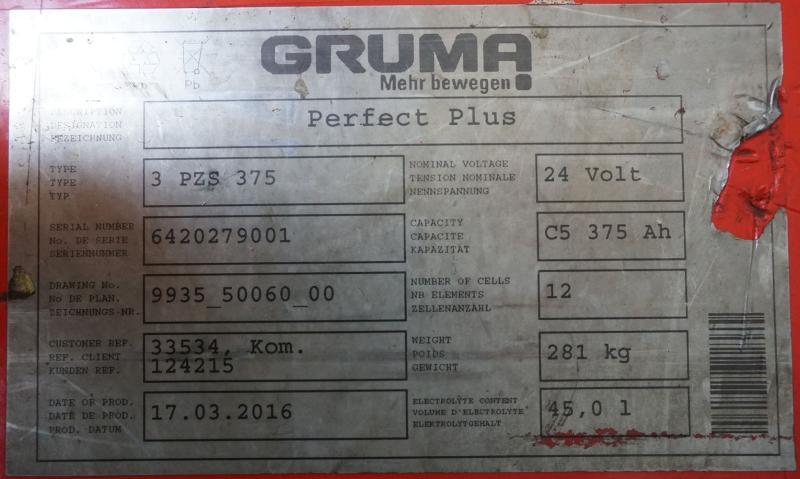 GRUMA
Mehr bewegen!
Pb
DESCRIPTION
DESIGNATION
BEZEICHNUNG
Perfect Plus
TYPE
TYPE
TYP
3 PZS 375
NOMINAL VOLTAGE
TENSION NOMINALE
NENNSPANNUNG
24 Volt
SERIAL NUMBER
No. DE SERIE
SERIENNUMMER
6420279001
CAPACITY
CAPACITE
KAPAZITÄT
C5 375 Ah
DRAWING No.
No DE PLAN.
ZEICHNUNGS-NR.
9935_50060_00
NUMBER OF CELLS
NB ELEMENTS
ZELLENANZAHL
12
CUSTOMER REF.
REF. CLIENT
KUNDEN REF.
33534, Kom.
124215
WEIGHT
POIDS
GEWICHT
281 kg
DATE OF PROD.
DATE DE PROD.
PROD. DATUM
17.03.2016
ELECTROLYTE CONTENT
VOLUME D'ELECTROLYTE
ELEKTROLYTGEHALT
45,0 l